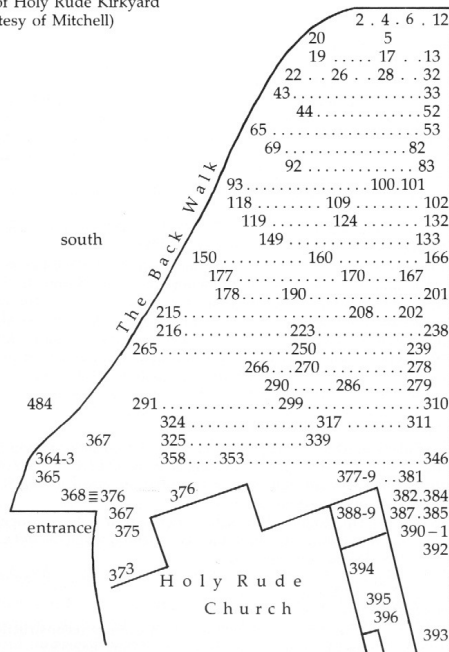 of Holy Rude Kirkyard
tesy of Mitchell)
2 . 4 . 6 . 12
20 5
19 ..... 17 . . 13
22 .. 26 .. 28 .. 32
43 ............... 33
44 ............. 52
65 ................... 53
69 ................ 82
92 ............. 83
93 ............... 100.101
118 ........ 109 ........ 102
119 ........ 124 ....... 132
149 ................ 133
150 ............ 160 ........... 166
177 ............ 170 .... 167
178 ..... 190 .............. 201
215 ................... 208 .. 202
216 ............. 223 ............. 238
265 ................ 250 ........... 239
266 .. 270 ........... 278
290 ...... 286 .... 279
The Back Walk
south
484 291 .............. 299 ............. 310
367 324 ................ 317 ....... 311
325 .............. 339
364-3 358 .... 353 ...................... 346
365 377-9 .. 381
368 ≡ 376 376 382.384
367 388-9 387.385
entrance 375 390–1
392
373 394
Holy Rude
Church
395
396
393